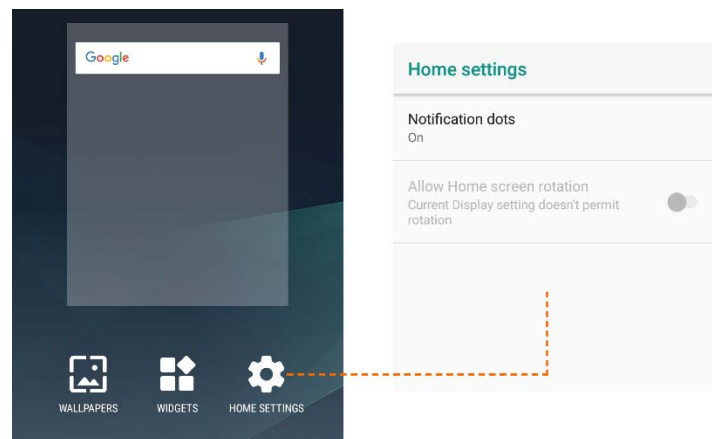 Google
WALLPAPERS
WIDGETS
HOME SETTINGS
Home settings
Notification dots
On
Allow Home screen rotation
Current Display setting doesn't permit
rotation